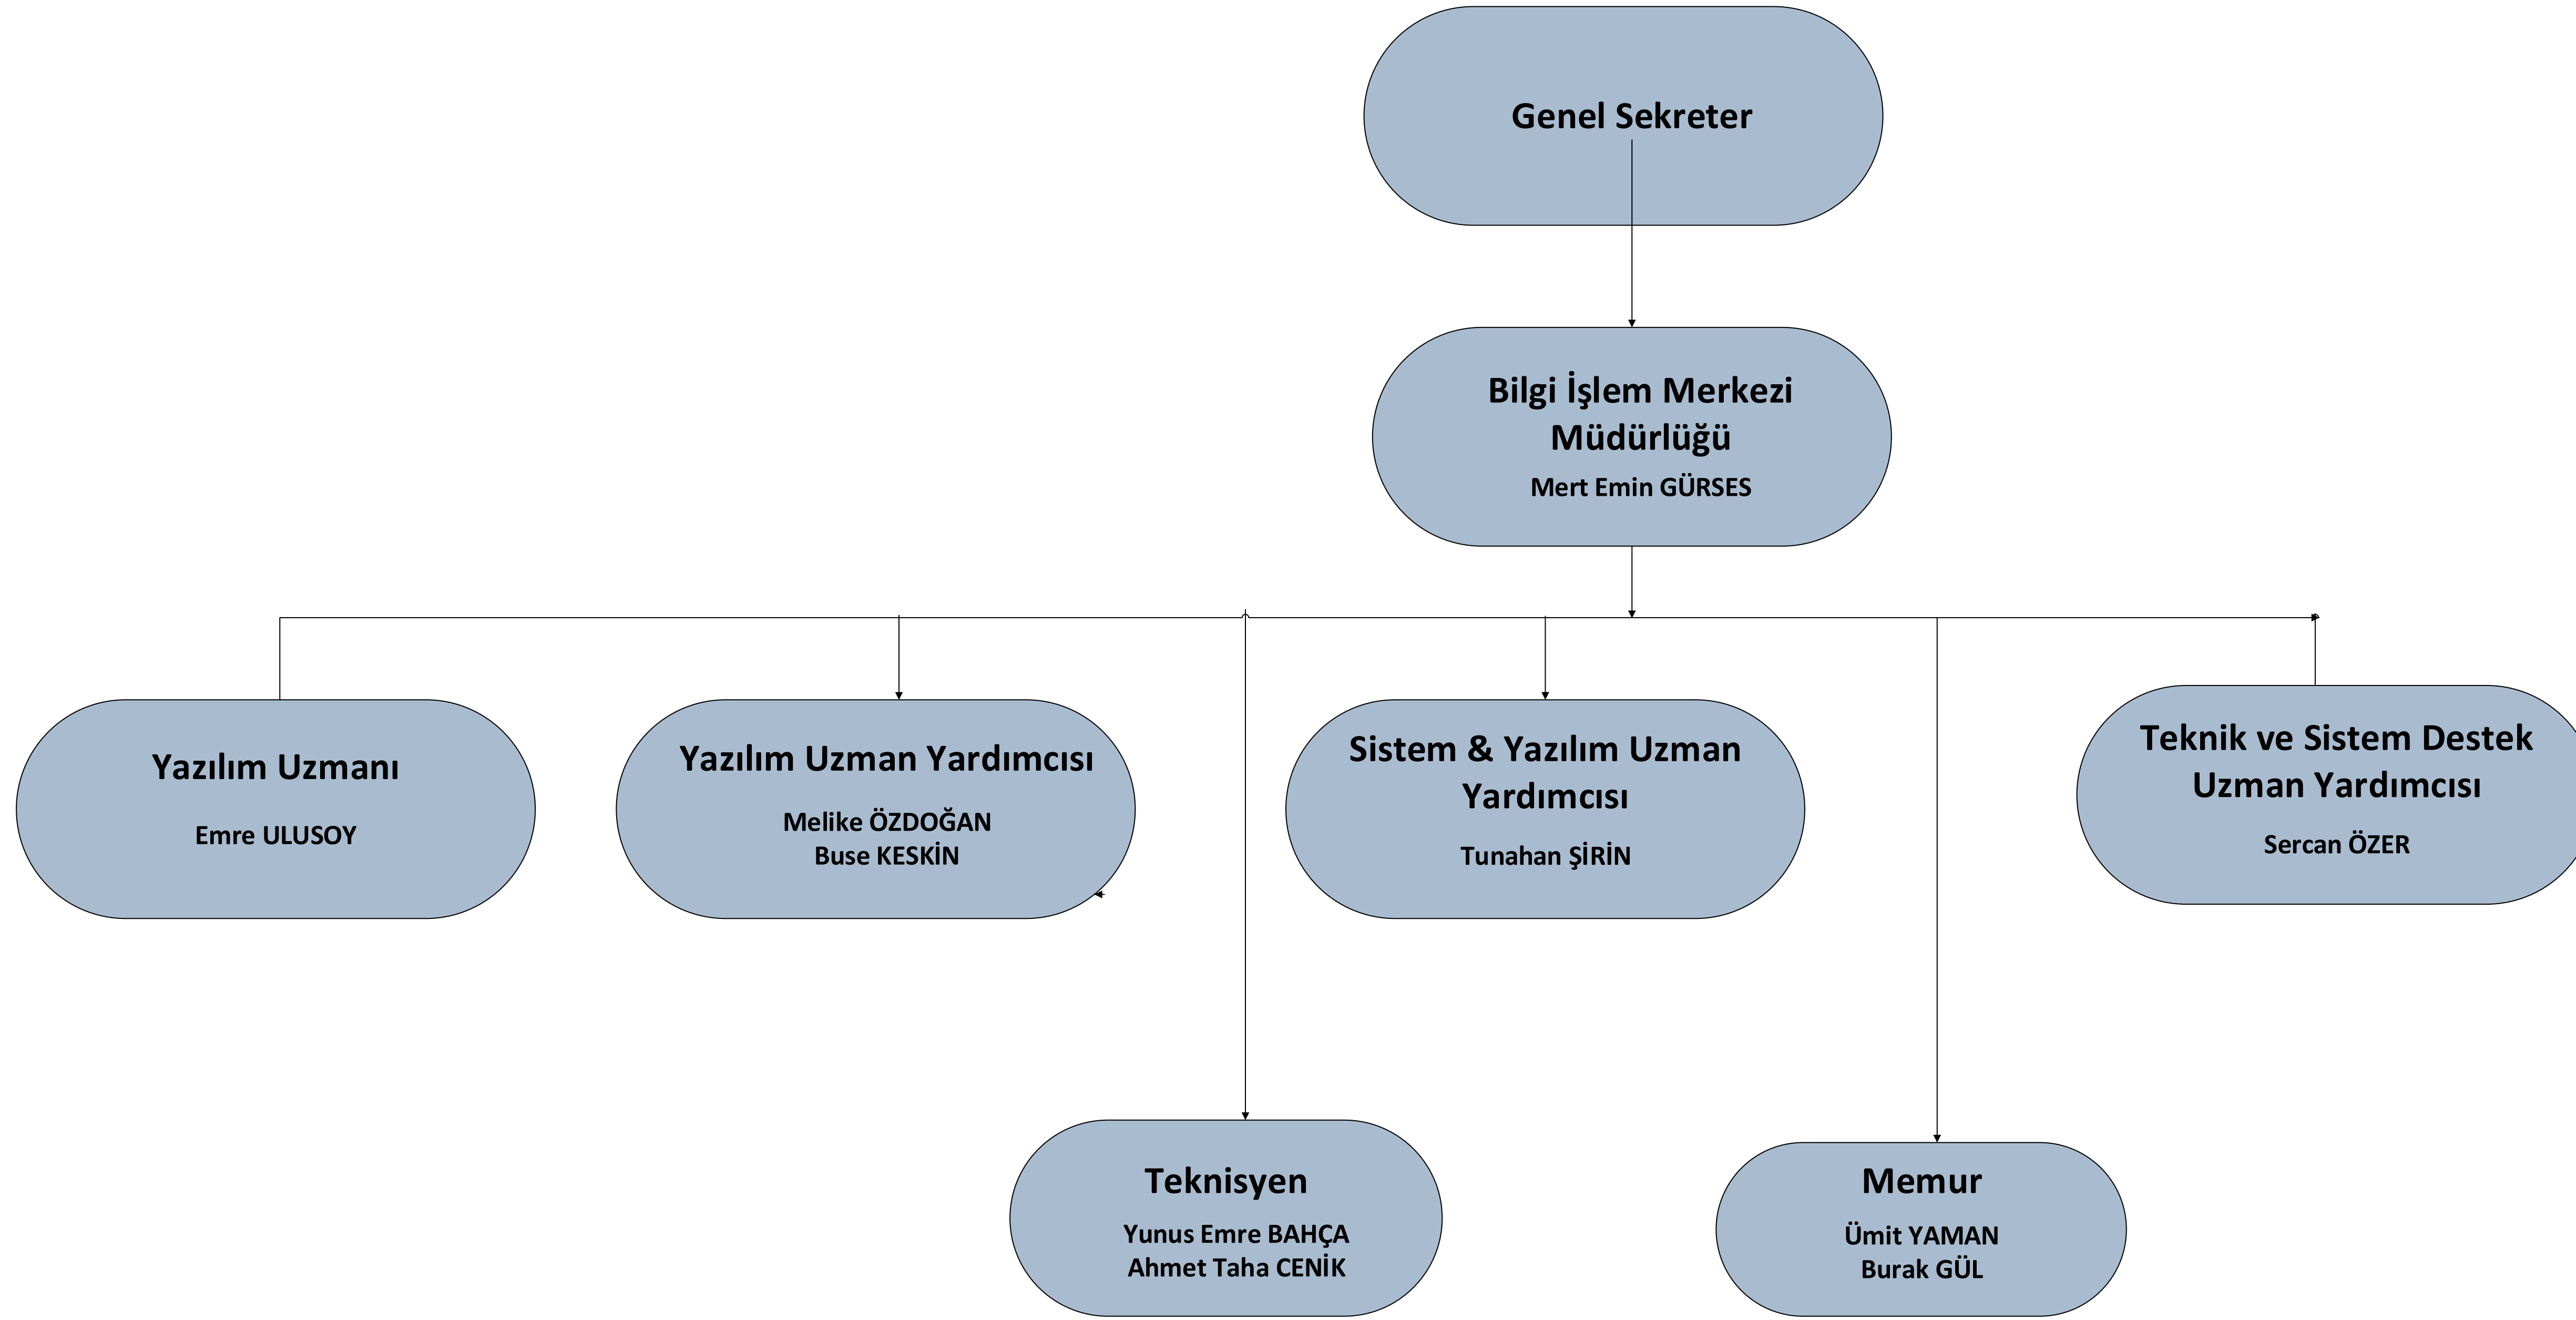 Genel Sekreter
Bilgi İşlem Merkezi
Müdürlüğü
Mert Emin GÜRSES
Yazılım Uzmanı
Emre ULUSOY
Yazılım Uzman Yardımcısı
Melike ÖZDOĞAN
Buse KESKİN
Sistem & Yazılım Uzman
Yardımcısı
Tunahan ŞİRİN
Teknik ve Sistem Destek
Uzman Yardımcısı
Sercan ÖZER
Teknisyen
Yunus Emre BAHÇA
Ahmet Taha CENİK
Memur
Ümit YAMAN
Burak GÜL